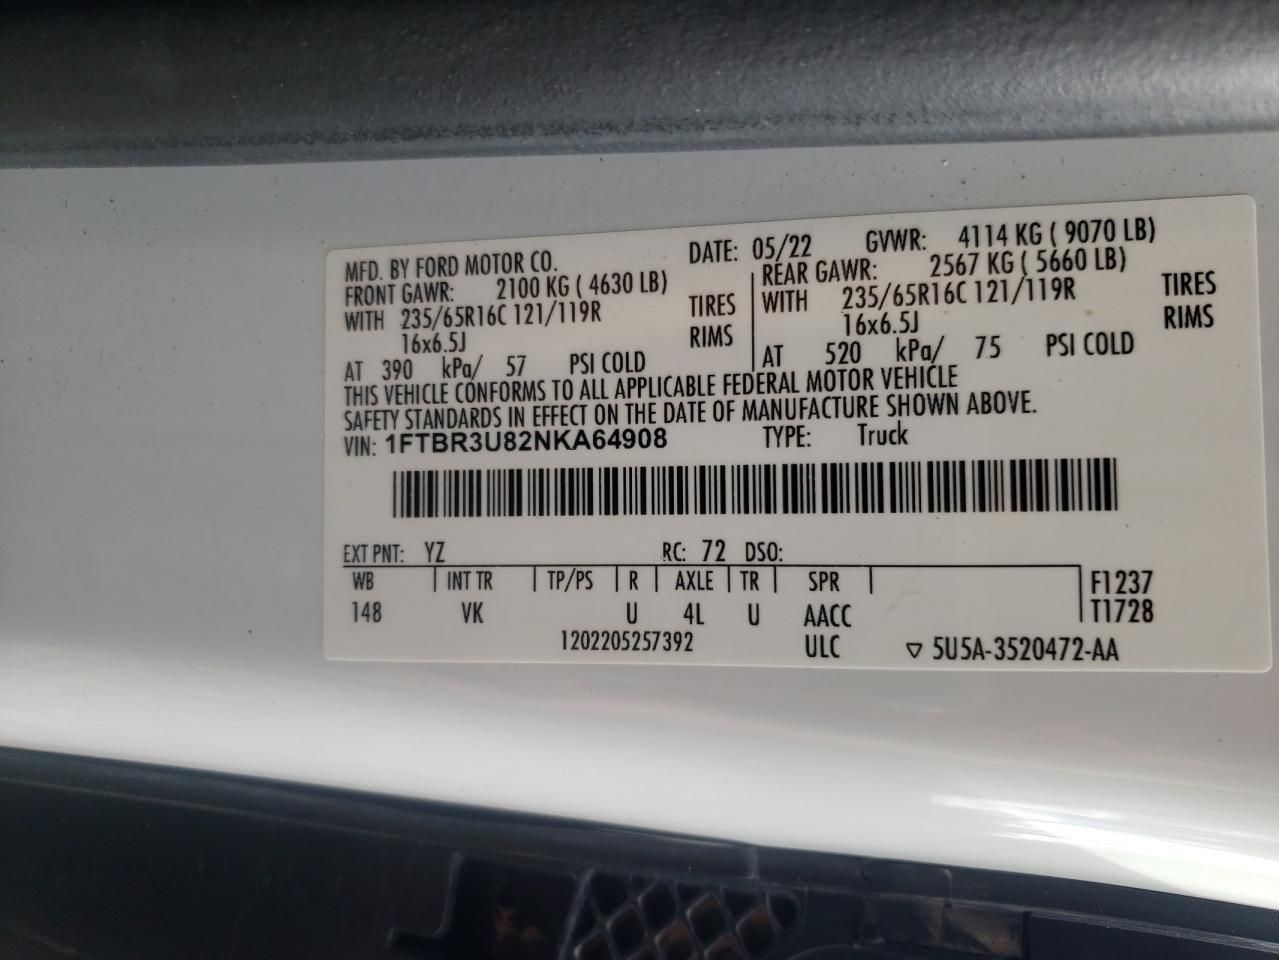 MFD. BY FORD MOTOR CO. DATE: 05/22 GVWR: 4114 KG ( 9070 LB)
FRONT GAWR: 2100 KG ( 4630 LB) REAR GAWR: 2567 KG ( 5660 LB)
WITH 235/65R16C 121/119R TIRES WITH 235/65R16C 121/119R TIRES
16x6.5J RIMS 16x6.5J RIMS
AT 390 kPa/ 57 PSI COLD AT 520 kPa/ 75 PSI COLD
THIS VEHICLE CONFORMS TO ALL APPLICABLE FEDERAL MOTOR VEHICLE
SAFETY STANDARDS IN EFFECT ON THE DATE OF MANUFACTURE SHOWN ABOVE.
VIN: 1FTBR3U82NKA64908 TYPE: Truck
EXT PNT: YZ RC: 72 DSO:
WB INT TR TP/PS R AXLE TR SPR F1237
148 VK U 4L U AACC T1728
1202205257392 ULC ▽ 5U5A-3520472-AA